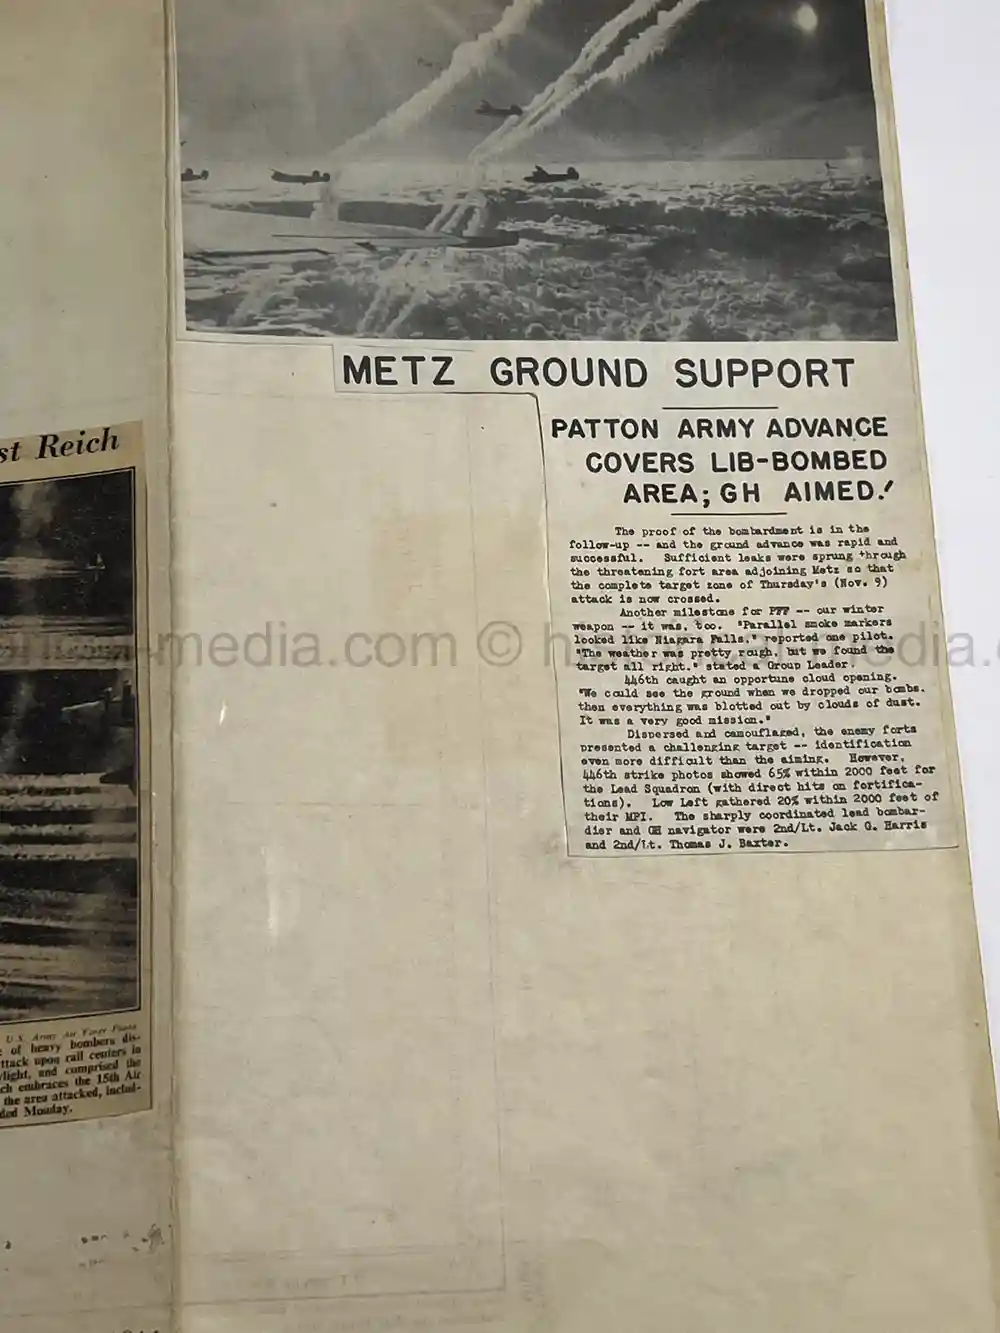 st Reich
U.S. Army Air Force Photo
of heavy bombers dis-
ttack upon rail centers in
light, and comprised the
ch embraces the 15th Air
the area attacked, includ-
ded Monday.
METZ GROUND SUPPORT
PATTON ARMY ADVANCE
COVERS LIB-BOMBED
AREA; GH AIMED.'
The proof of the bombardment is in the
follow-up -- and the ground advance was rapid and
successful. Sufficient leaks were sprung through
the threatening fort area adjoining Metz so that
the complete target zone of Thursday's (Nov. 9)
attack is now crossed.
Another milestone for PFF -- our winter
weapon -- it was, too. "Parallel smoke markers
looked like Niagara Falls," reported one pilot.
"The weather was pretty rough, but we found the
target all right," stated a Group Leader.
446th caught an opportune cloud opening.
"We could see the ground when we dropped our bombs,
then everything was blotted out by clouds of dust.
It was a very good mission."
Dispersed and camouflaged, the enemy forts
presented a challenging target -- identification
even more difficult than the aiming. However,
446th strike photos showed 65% within 2000 feet for
the Lead Squadron (with direct hits on fortifica-
tions). Low Left gathered 20% within 2000 feet of
their MPI. The sharply coordinated lead bombar-
dier and GH navigator were 2nd/Lt. Jack G. Harris
and 2nd/Lt. Thomas J. Baxter.
media.com ©